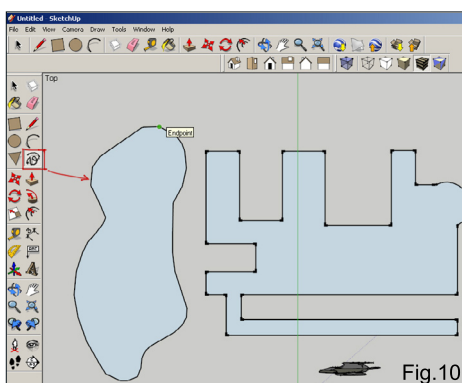 Untitled - SketchUp
File Edit View Camera Draw Tools Window Help
Top
Endpoint
Fig.10